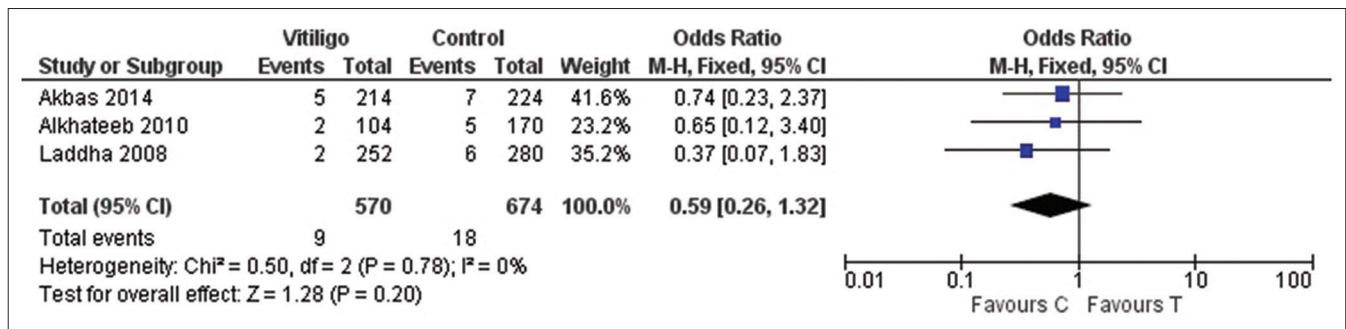 Vitiligo Control Odds Ratio Odds Ratio
Study or Subgroup Events Total Events Total Weight M-H, Fixed, 95% CI M-H, Fixed, 95% CI
Akbas 2014 5 214 7 224 41.6% 0.74 [0.23, 2.37]
Alkhateeb 2010 2 104 5 170 23.2% 0.65 [0.12, 3.40]
Laddha 2008 2 252 6 280 35.2% 0.37 [0.07, 1.83]
Total (95% CI) 570 674 100.0% 0.59 [0.26, 1.32]
Total events 9 18
Heterogeneity: Chi² = 0.50, df = 2 (P = 0.78); I² = 0%
Test for overall effect: Z = 1.28 (P = 0.20)
0.01 0.1 1 10 100
Favours C Favours T